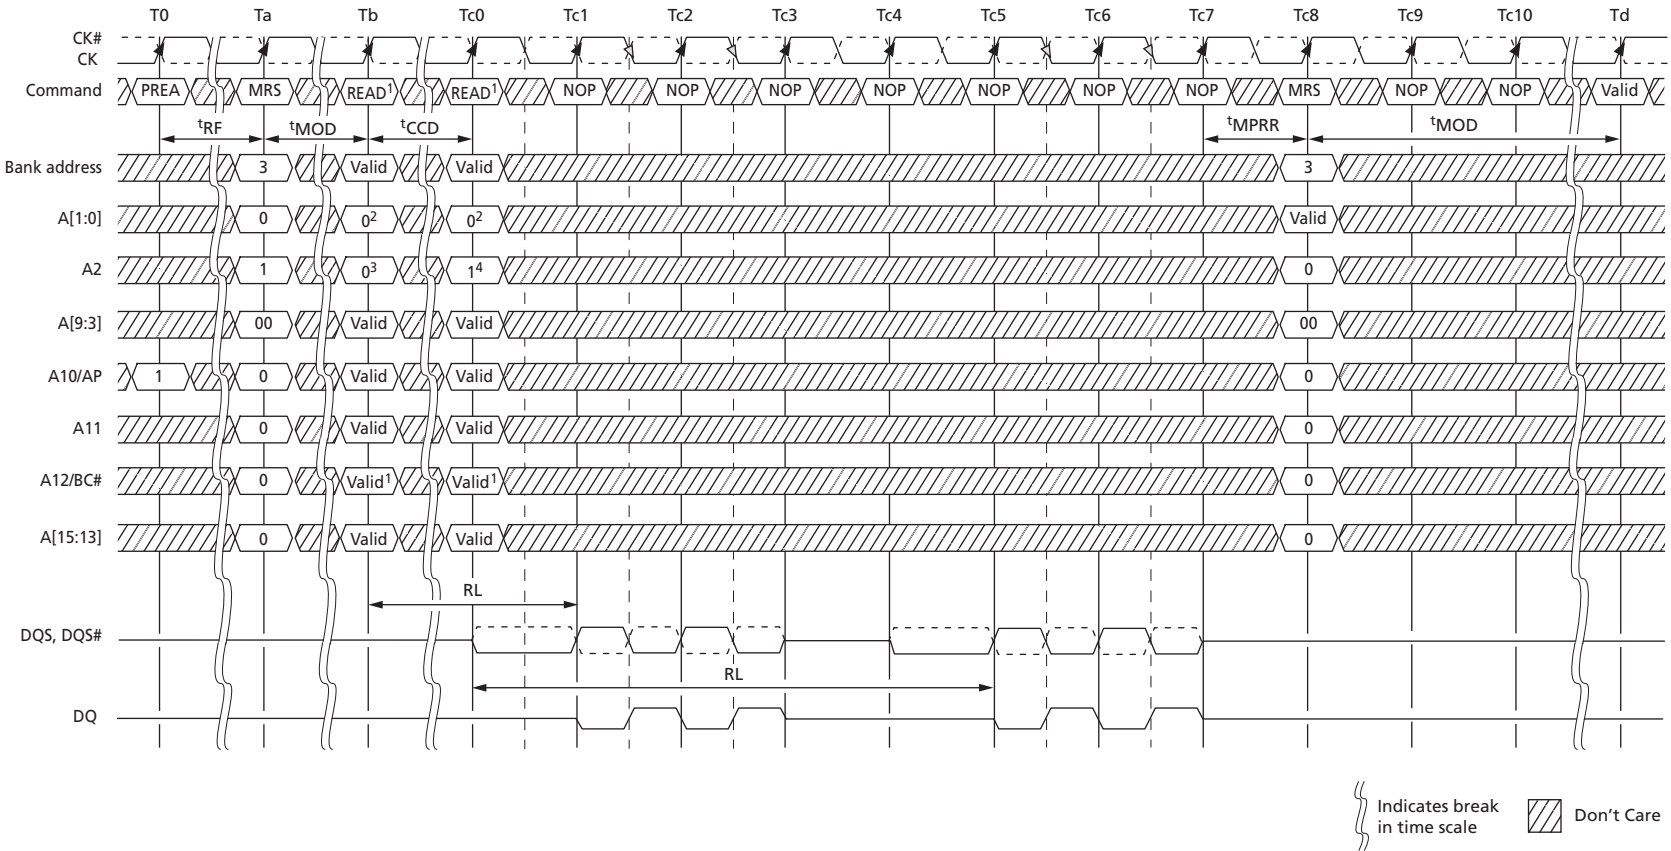 T0 Ta Tb Tc0 Tc1 Tc2 Tc3 Tc4 Tc5 Tc6 Tc7 Tc8 Tc9 Tc10 Td
CK#
CK
Command PREA MRS READ1 READ1 NOP NOP NOP NOP NOP NOP NOP MRS NOP NOP Valid
tRF tMOD tCCD tMPRR tMOD
Bank address 3 Valid Valid 3
A[1:0] 0 02 02 Valid
A2 1 03 14 0
A[9:3] 00 Valid Valid 00
A10/AP 1 0 Valid Valid 0
A11 0 Valid Valid 0
A12/BC# 0 Valid1 Valid1 0
A[15:13] 0 Valid Valid 0
RL
DQS, DQS#
RL
DQ
Indicates break
in time scale
Don't Care